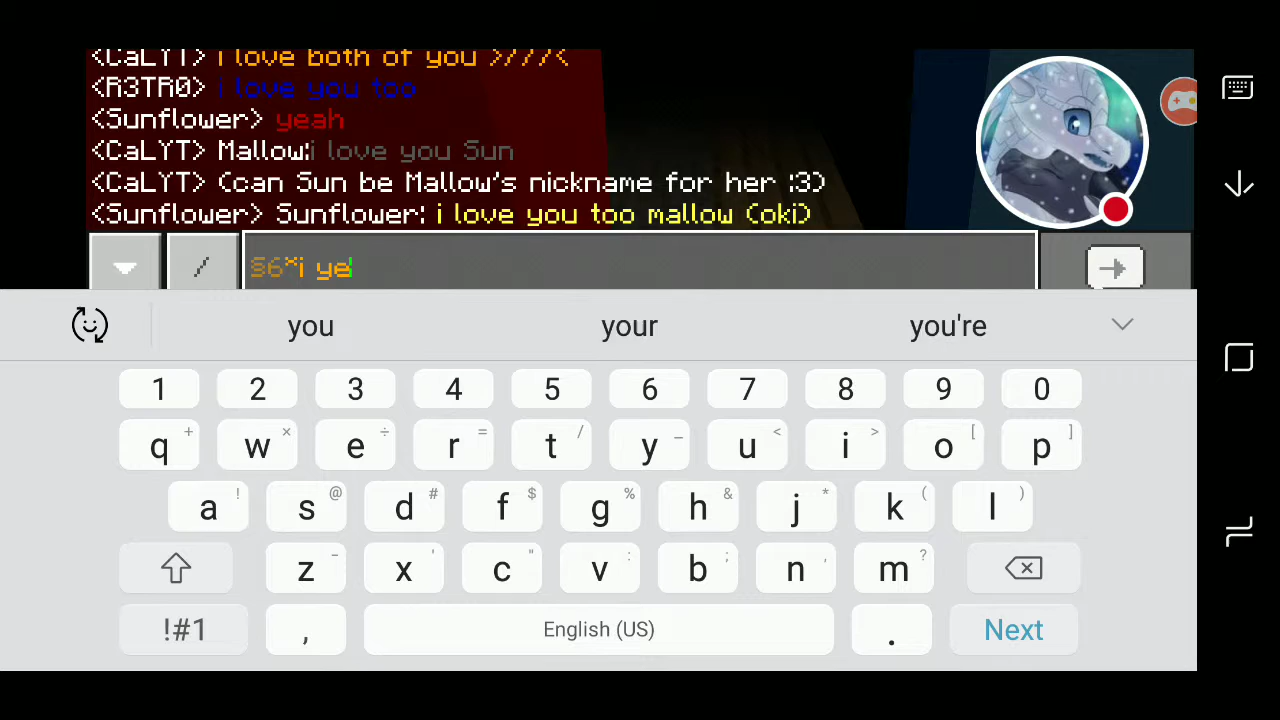 <CaLYT> i love both of you >///<
<R3TR0> i love you too
<Sunflower> yeah
<CaLYT> Mallow:i love you Sun
<CaLYT> (can Sun be Mallow's nickname for her :3)
<Sunflower> Sunflower: i love you too mallow (oki)
/ §6*i ye
you your you're
1 2 3 4 5 6 7 8 9 0
q + w × e ÷ r = t / y _ u < i > o [ p ]
a ! s @ d # f $ g % h & j * k ( l )
z - x ' c " v : b ; n , m ?
!#1 , English (US) . Next